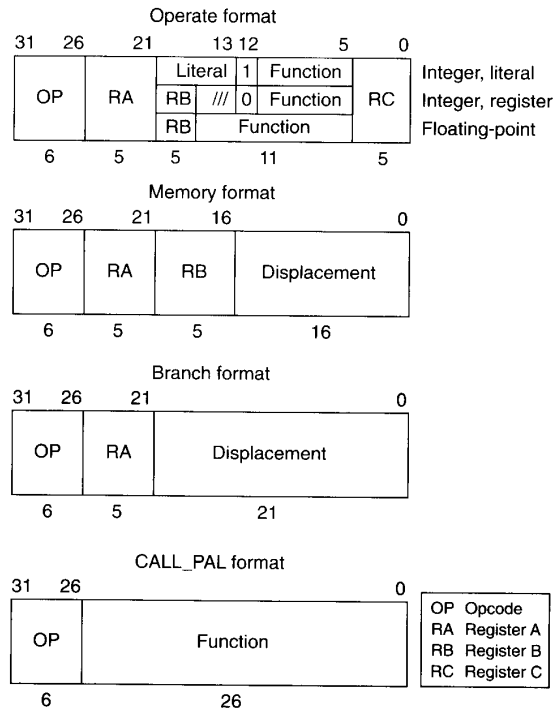 Operate format
31 26 21 13 12 5 0
Literal 1 Function Integer, literal
OP RA RB /// 0 Function RC Integer, register
RB Function Floating-point
6 5 5 11 5
Memory format
31 26 21 16 0
OP RA RB Displacement
6 5 5 16
Branch format
31 26 21 0
OP RA Displacement
6 5 21
CALL_PAL format
31 26 0
OP Function
6 26
OP Opcode
RA Register A
RB Register B
RC Register C